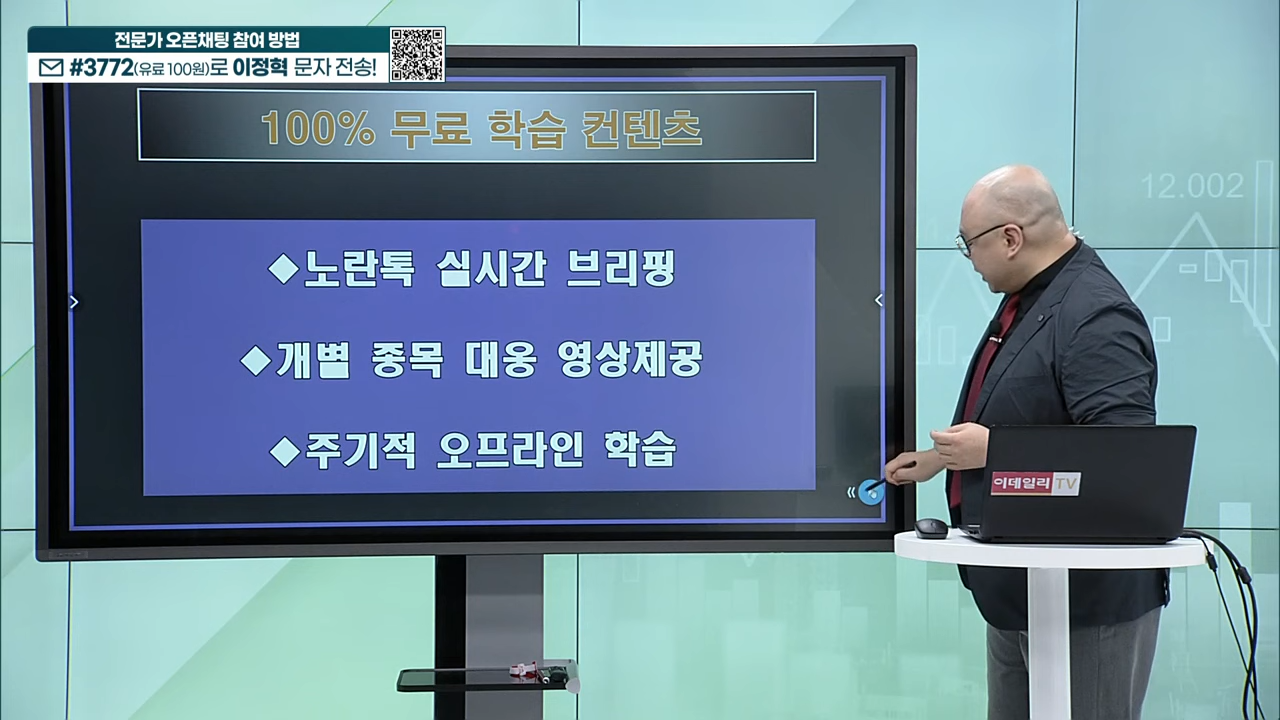 전문가 오픈채팅 참여 방법
#3772(유료 100원)로 이정혁 문자 전송!
100% 무료 학습 컨텐츠
◆노란톡 실시간 브리핑
◆개별 종목 대응 영상제공
◆주기적 오프라인 학습
12.002
이데일리TV